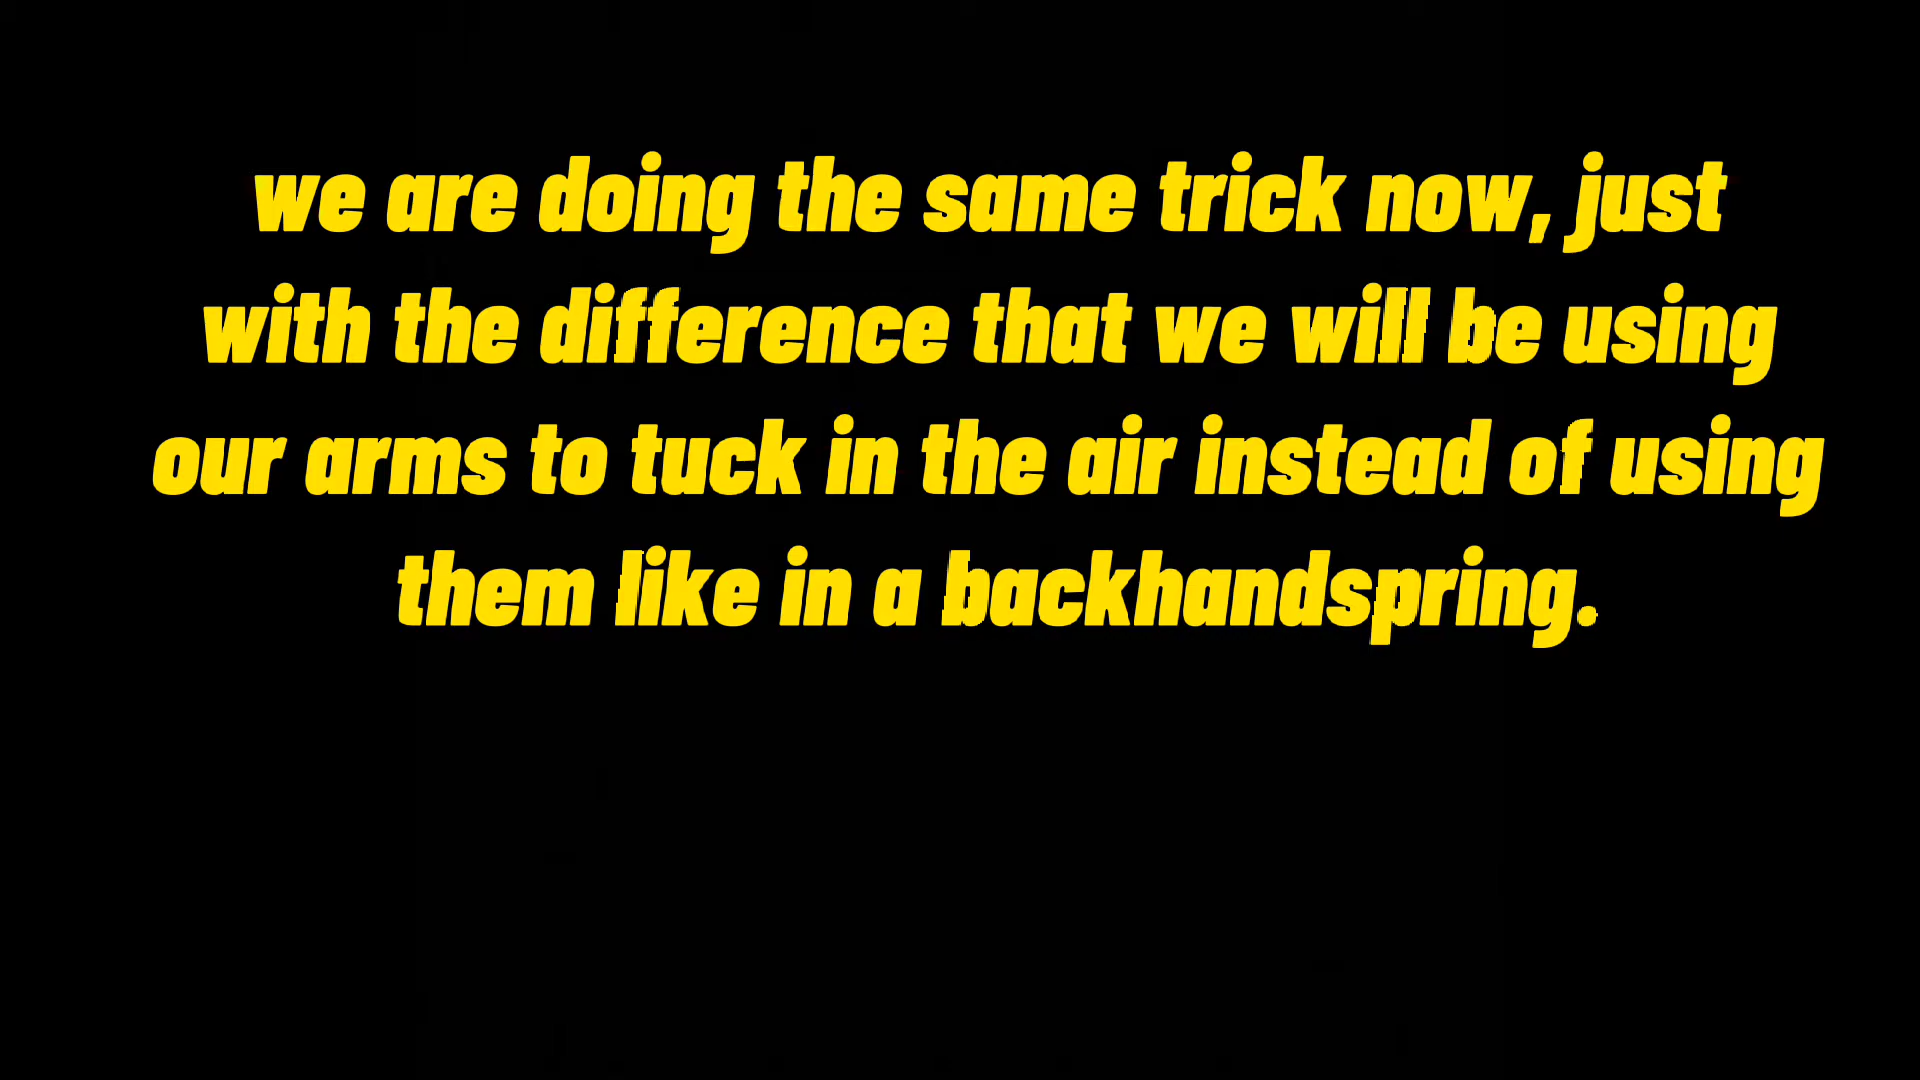 we are doing the same trick now, just
with the difference that we will be using
our arms to tuck in the air instead of using
them like in a backhandspring.